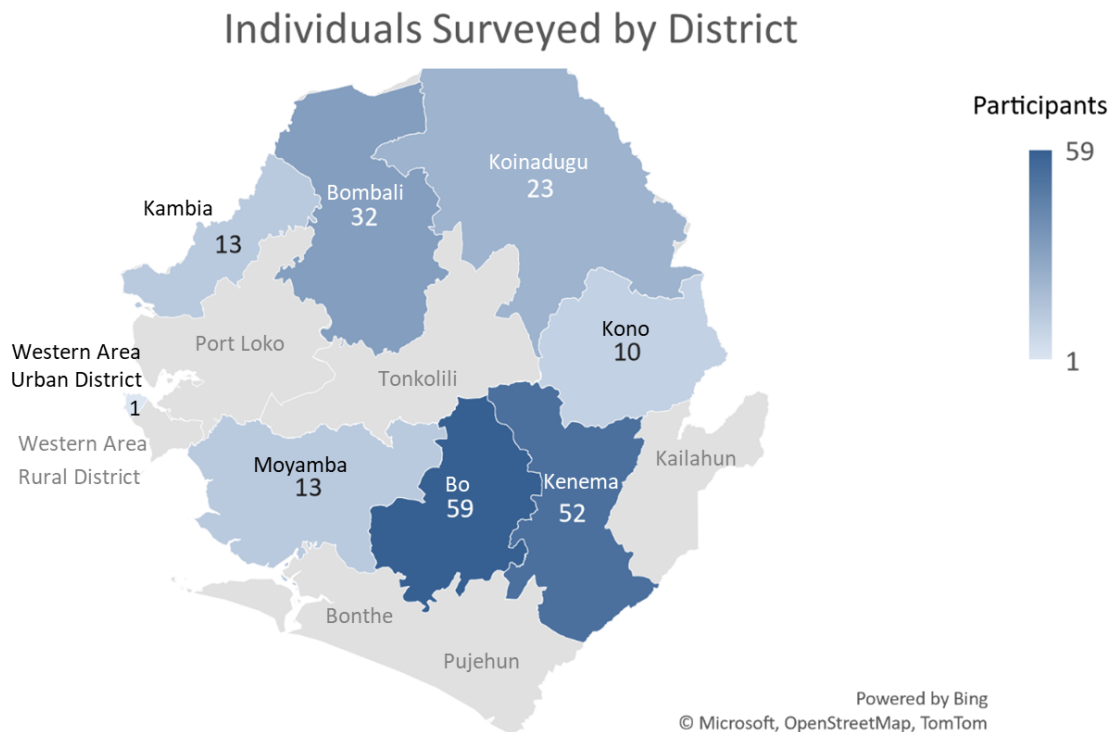 Individuals Surveyed by District
Participants
59
1
Koinadugu
23
Bombali
32
Kambia
13
Port Loko
Kono
10
Western Area
Urban District
1
Tonkolili
Western Area
Rural District
Moyamba
13
Bo
59
Kenema
52
Kailahun
Bonthe
Pujehun
Powered by Bing
© Microsoft, OpenStreetMap, TomTom